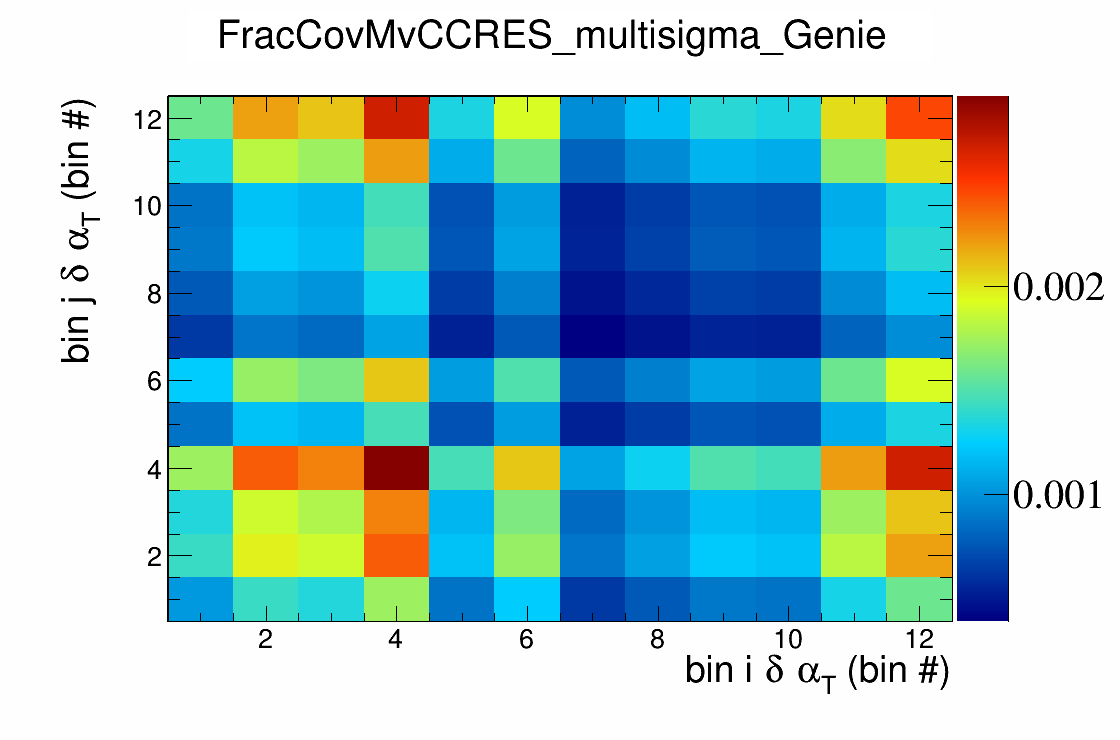 FracCovMvCCRES_multisigma_Genie
bin j δ α_T (bin #)
12
10
8
6
4
2
2 4 6 8 10 12
bin i δ α_T (bin #)
0.002
0.001